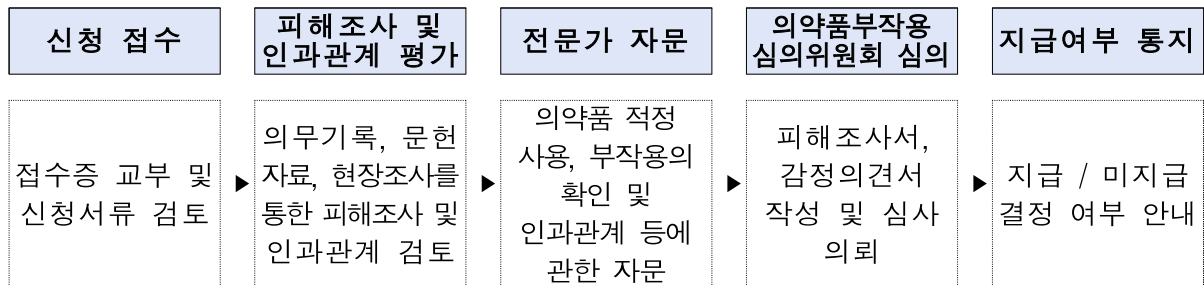 신청 접수
피해조사 및
인과관계 평가
전문가 자문
의약품부작용
심의위원회 심의
지급여부 통지
접수증 교부 및
신청서류 검토
▶
의무기록, 문헌
자료, 현장조사를
통한 피해조사 및
인과관계 검토
▶
의약품 적정
사용, 부작용의
확인 및
인과관계 등에
관한 자문
▶
피해조사서,
감정의견서
작성 및 심사
의뢰
▶
지급 / 미지급
결정 여부 안내